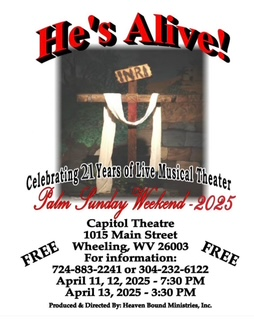 He's Alive!
INRI
Celebrating 21 Years of Live Musical Theater
Palm Sunday Weekend - 2025
Capitol Theatre
1015 Main Street
Wheeling, WV 26003
FREE
FREE
For information:
724-883-2241 or 304-232-6122
April 11, 12, 2025 - 7:30 PM
April 13, 2025 - 3:30 PM
Produced & Directed By: Heaven Bound Ministries, Inc.